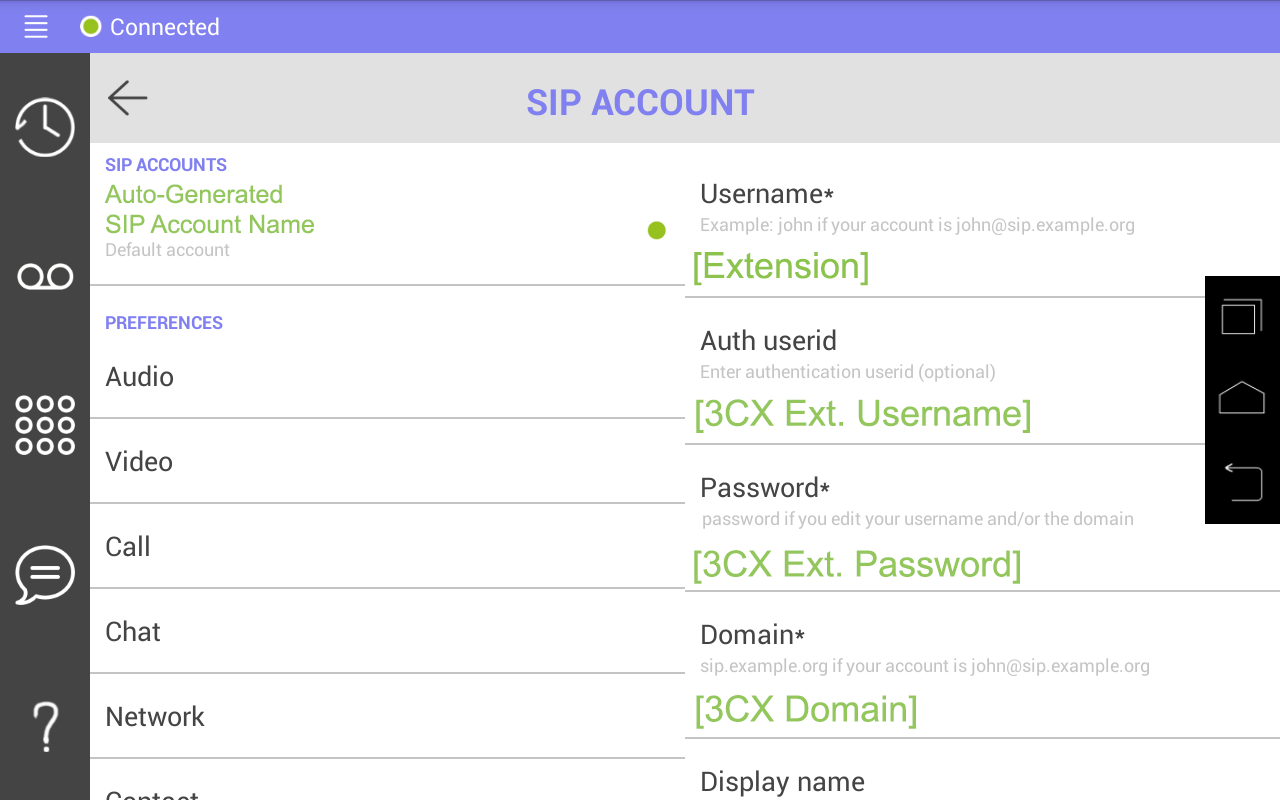 Connected
SIP ACCOUNT
SIP ACCOUNTS
Auto-Generated
SIP Account Name
Default account
PREFERENCES
Audio
Video
Call
Chat
Network
Contact
Username*
Example: john if your account is john@sip.example.org
[Extension]
Auth userid
Enter authentication userid (optional)
[3CX Ext. Username]
Password*
password if you edit your username and/or the domain
[3CX Ext. Password]
Domain*
sip.example.org if your account is john@sip.example.org
[3CX Domain]
Display name